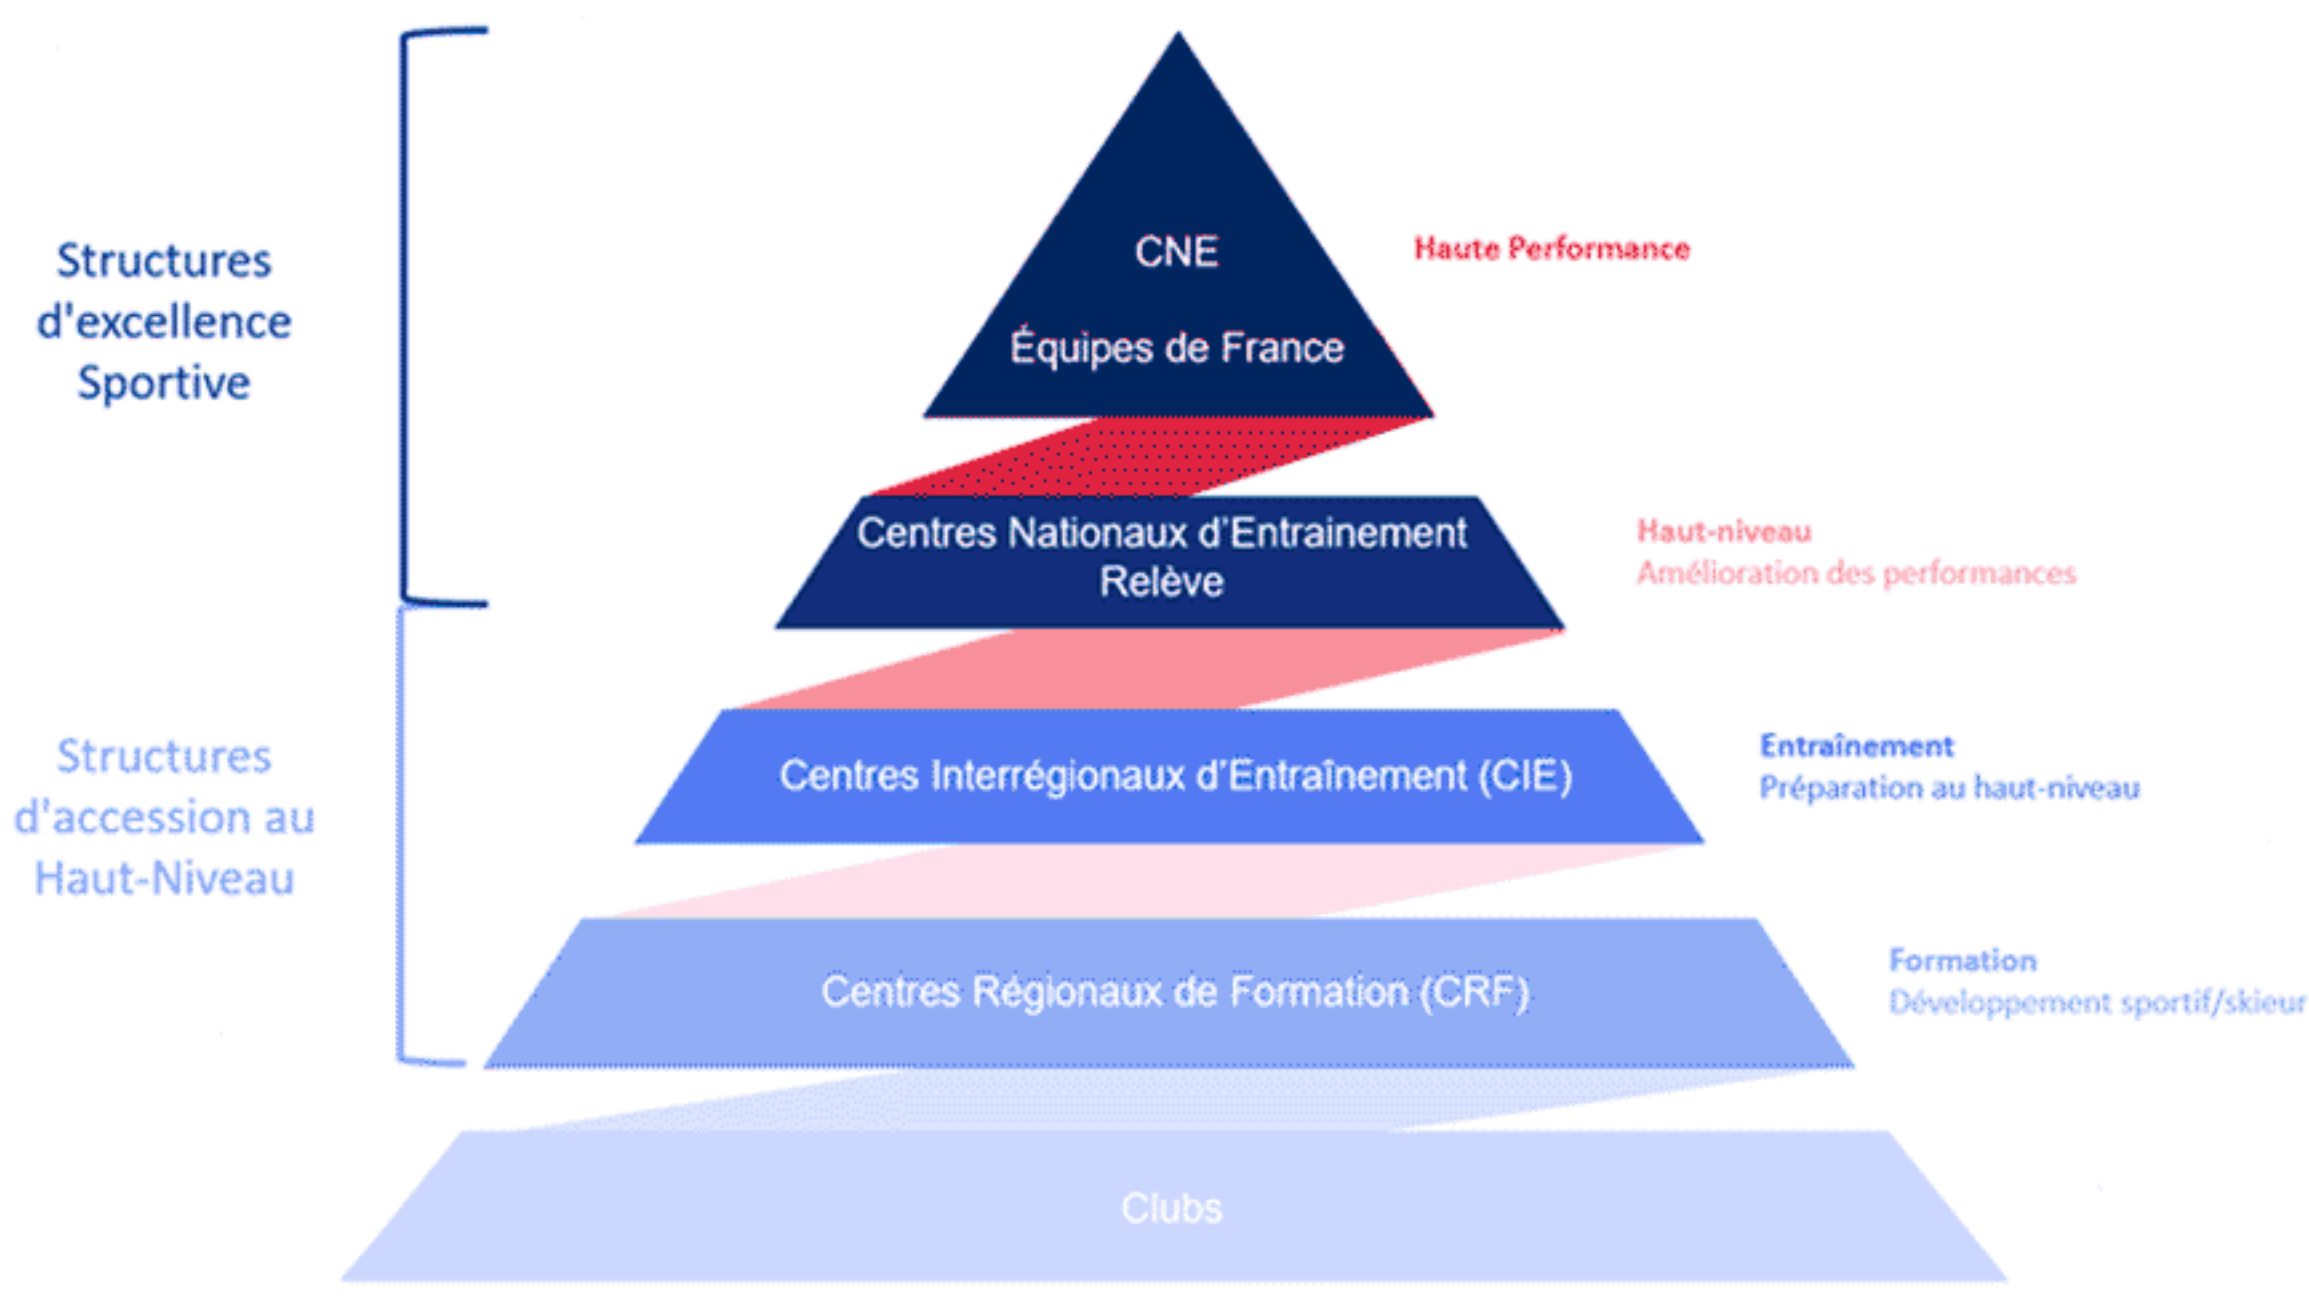 Structures
d'excellence
Sportive
CNE
Équipes de France
Haute Performance
Centres Nationaux d'Entrainement
Relève
Haut-niveau
Amélioration des performances
Structures
d'accession au
Haut-Niveau
Centres Interrégionaux d'Entraînement (CIE)
Entraînement
Préparation au haut-niveau
Centres Régionaux de Formation (CRF)
Formation
Développement sportif/skieur
Clubs